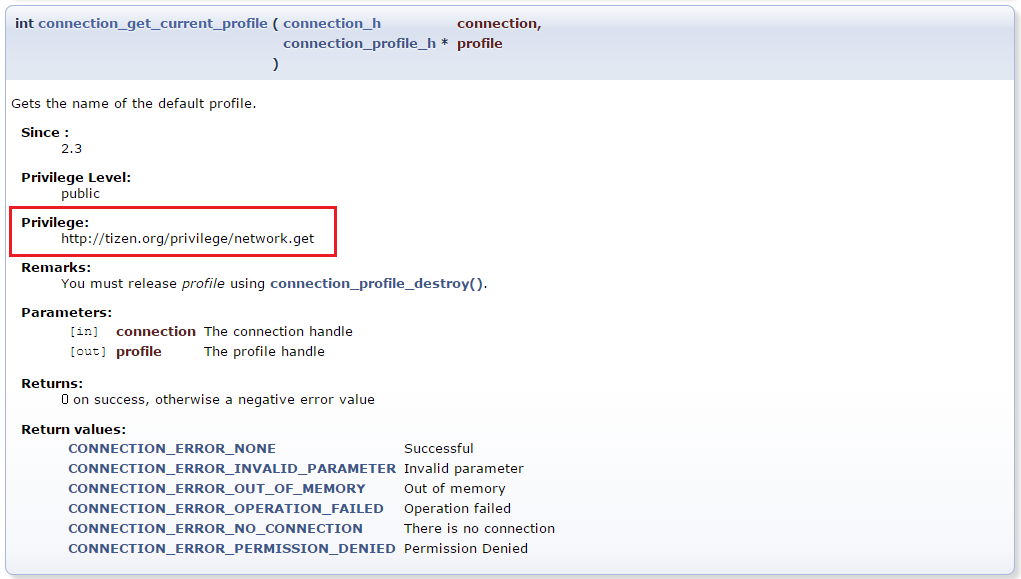 int connection_get_current_profile ( connection_h connection,
connection_profile_h * profile
)
Gets the name of the default profile.
Since :
2.3
Privilege Level:
public
Privilege:
http://tizen.org/privilege/network.get
Remarks:
You must release profile using connection_profile_destroy().
Parameters:
[in] connection The connection handle
[out] profile The profile handle
Returns:
0 on success, otherwise a negative error value
Return values:
CONNECTION_ERROR_NONE Successful
CONNECTION_ERROR_INVALID_PARAMETER Invalid parameter
CONNECTION_ERROR_OUT_OF_MEMORY Out of memory
CONNECTION_ERROR_OPERATION_FAILED Operation failed
CONNECTION_ERROR_NO_CONNECTION There is no connection
CONNECTION_ERROR_PERMISSION_DENIED Permission Denied